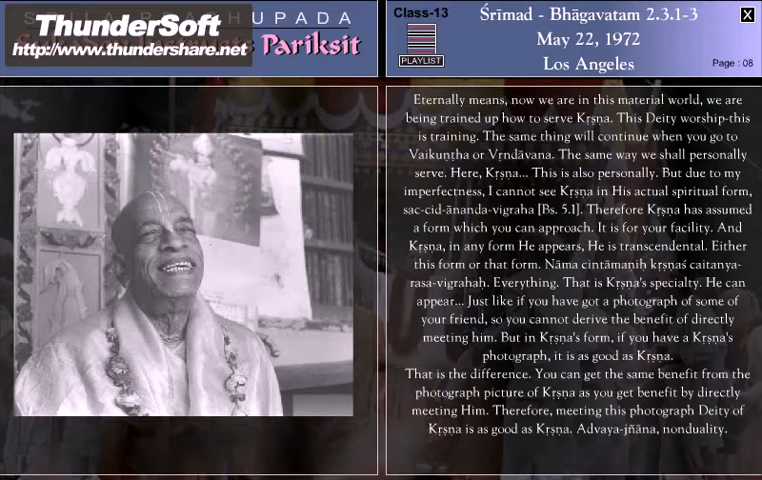 SRILA PRABHUPADA
ThunderSoft
http://www.thundershare.net
Pariksit
Class-13
PLAYLIST
Śrīmad - Bhāgavatam 2.3.1-3
May 22, 1972
Los Angeles
X
Page : 08
Eternally means, now we are in this material world, we are
being trained up how to serve Kṛṣṇa. This Deity worship-this
is training. The same thing will continue when you go to
Vaikuṇṭha or Vṛndāvana. The same way we shall personally
serve. Here, Kṛṣṇa... This is also personally. But due to my
imperfectness, I cannot see Kṛṣṇa in His actual spiritual form,
sac-cid-ānanda-vigraha [Bs. 5.1]. Therefore Kṛṣṇa has assumed
a form which you can approach. It is for your facility. And
Kṛṣṇa, in any form He appears, He is transcendental. Either
this form or that form. Nāma cintāmaṇiḥ kṛṣṇaś caitanya-
rasa-vigrahaḥ. Everything. That is Kṛṣṇa's specialty. He can
appear... Just like if you have got a photograph of some of
your friend, so you cannot derive the benefit of directly
meeting him. But in Kṛṣṇa's form, if you have a Kṛṣṇa's
photograph, it is as good as Kṛṣṇa.
That is the difference. You can get the same benefit from the
photograph picture of Kṛṣṇa as you get benefit by directly
meeting Him. Therefore, meeting this photograph Deity of
Kṛṣṇa is as good as Kṛṣṇa. Advaya-jñāna, nonduality.